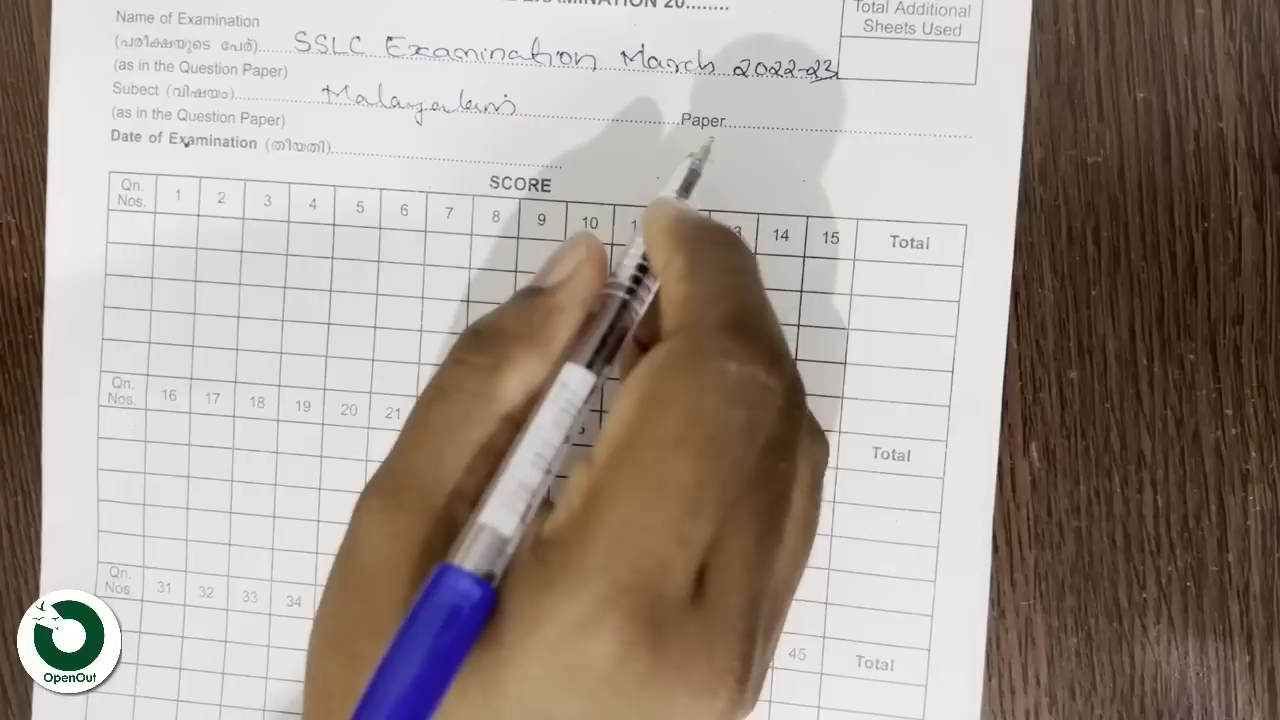 EXAMINATION 20........
Total Additional
Sheets Used
Name of Examination
(പരീക്ഷയുടെ പേര്)..... SSLC Examination March 2022-23
(as in the Question Paper)
Subect (വിഷയം)..... Malayalam ..... Paper.....
(as in the Question Paper)
Date of Examination (തീയതി).....
SCORE
Qn. Nos. 1 2 3 4 5 6 7 8 9 10 14 15 Total
Qn. Nos. 16 17 18 19 20 21 Total
Qn. Nos. 31 32 33 34 45 Total
OpenOut